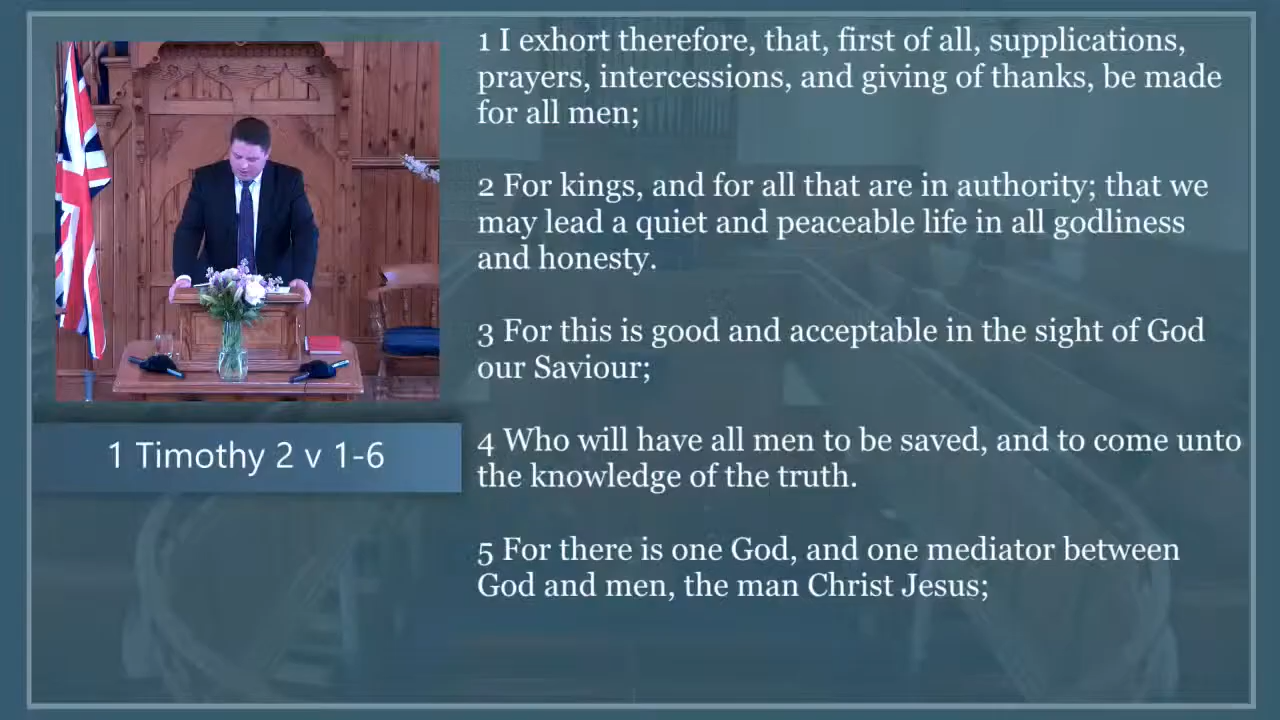 1 I exhort therefore, that, first of all, supplications,
prayers, intercessions, and giving of thanks, be made
for all men;
2 For kings, and for all that are in authority; that we
may lead a quiet and peaceable life in all godliness
and honesty.
3 For this is good and acceptable in the sight of God
our Saviour;
4 Who will have all men to be saved, and to come unto
the knowledge of the truth.
5 For there is one God, and one mediator between
God and men, the man Christ Jesus;
1 Timothy 2 v 1-6